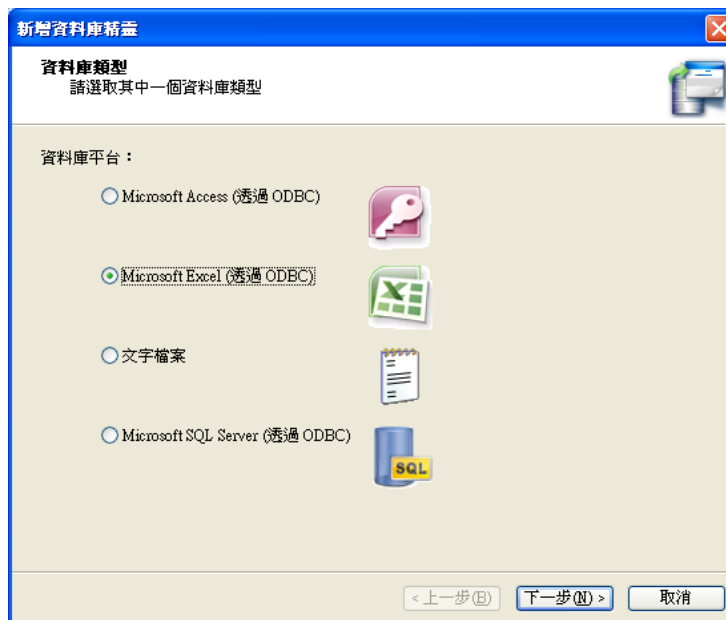 新增資料庫精靈
資料庫類型
請選取其中一個資料庫類型
資料庫平台：
Microsoft Access (透過 ODBC)
Microsoft Excel (透過 ODBC)
文字檔案
Microsoft SQL Server (透過 ODBC)
SQL
< 上一步(B)
下一步(N) >
取消